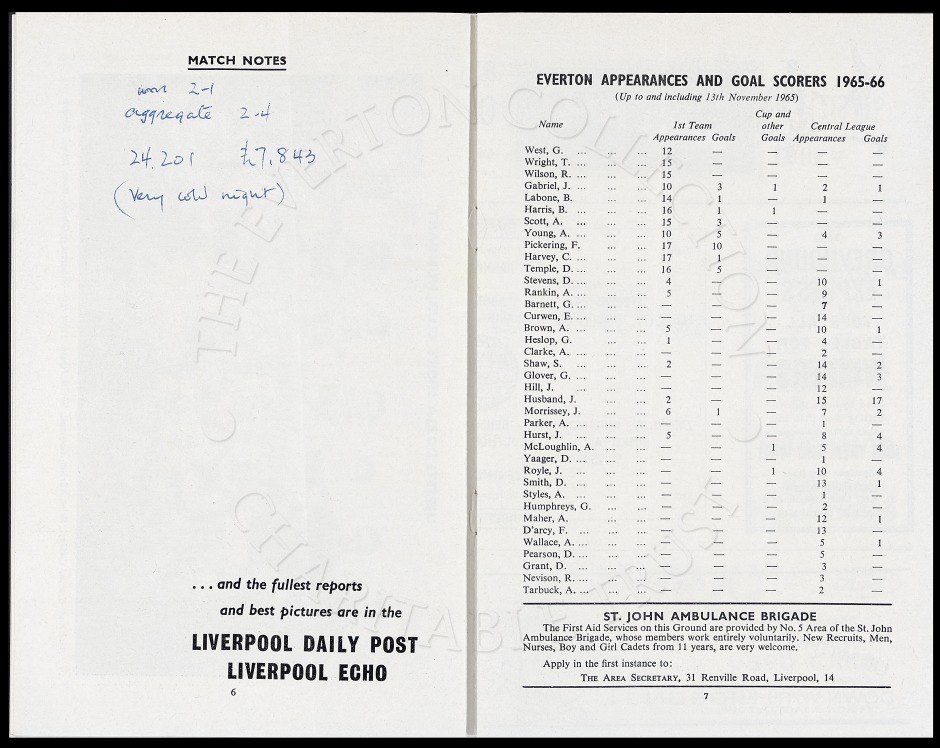 MATCH NOTES
won 2-1
aggregate 2-4
24,201 £7,843
(Very cold night)
... and the fullest reports
and best pictures are in the
LIVERPOOL DAILY POST
LIVERPOOL ECHO
6
EVERTON APPEARANCES AND GOAL SCORERS 1965-66
(Up to and including 13th November 1965)
Cup and
Name 1st Team other Central League
Appearances Goals Goals Appearances Goals
West, G. ... ... ... 12 — — — —
Wright, T. ... ... ... 15 — — — —
Wilson, R. ... ... ... 15 — — — —
Gabriel, J. ... ... ... 10 3 1 2 1
Labone, B. ... ... 14 1 — 1 —
Harris, B. ... ... ... 16 1 1 — —
Scott, A. ... ... ... 15 3 — — —
Young, A. ... ... ... 10 5 — 4 3
Pickering, F. ... ... 17 10 — — —
Harvey, C. ... ... ... 17 1 — — —
Temple, D. ... ... ... 16 5 — — —
Stevens, D. ... ... ... 4 — — 10 1
Rankin, A. ... ... ... 5 — — 9 —
Barnett, G. ... ... ... — — — 7 —
Curwen, E. ... ... ... — — — 14 —
Brown, A. ... ... ... 5 — — 10 1
Heslop, G. ... ... 1 — — 4 —
Clarke, A. ... ... ... — — — 2 —
Shaw, S. ... ... ... 2 — — 14 2
Glover, G. ... ... ... — — — 14 3
Hill, J. ... ... — — — 12 —
Husband, J. ... ... 2 — — 15 17
Morrissey, J. ... ... 6 1 — 7 2
Parker, A. ... ... ... — — — 1 —
Hurst, J. ... ... ... 5 — — 8 4
McLoughlin, A. ... ... — — 1 5 4
Yaager, D. ... ... ... — — — 1 —
Royle, J. ... ... ... — — 1 10 4
Smith, D. ... ... ... — — — 13 1
Styles, A. ... ... ... — — — 1 —
Humphreys, G. ... ... — — — 2 —
Maher, A. ... ... — — — 12 1
D'arcy, F. ... ... ... — — — 13 —
Wallace, A. ... ... ... — — — 5 1
Pearson, D. ... ... ... — — — 5 —
Grant, D. ... ... ... — — — 3 —
Nevison, R. ... ... ... — — — 3 —
Tarbuck, A. ... ... ... — — — 2 —
ST. JOHN AMBULANCE BRIGADE
The First Aid Services on this Ground are provided by No. 5 Area of the St. John
Ambulance Brigade, whose members work entirely voluntarily. New Recruits, Men,
Nurses, Boy and Girl Cadets from 11 years, are very welcome.
Apply in the first instance to:
THE AREA SECRETARY, 31 Renville Road, Liverpool, 14
7
© THE EVERTON COLLECTION
CHARITABLE TRUST